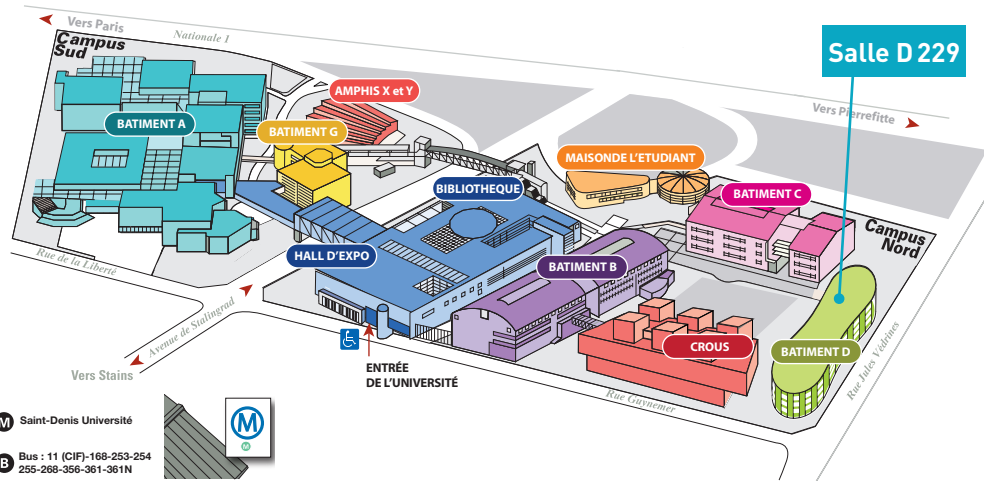 Vers Paris
Nationale 1
Campus
Sud
Salle D 229
AMPHIS X et Y
Vers Pierrefitte
BATIMENT A
BATIMENT G
MAISONDE L'ETUDIANT
BIBLIOTHEQUE
BATIMENT C
Campus
Nord
Rue de la Liberté
HALL D'EXPO
BATIMENT B
Avenue de Stalingrad
CROUS
BATIMENT D
Rue Jules Védrines
Vers Stains
ENTRÉE
DE L'UNIVERSITÉ
Rue Guynemer
M Saint-Denis Université
M
M
B Bus : 11 (CIF)-168-253-254
255-268-356-361-361N